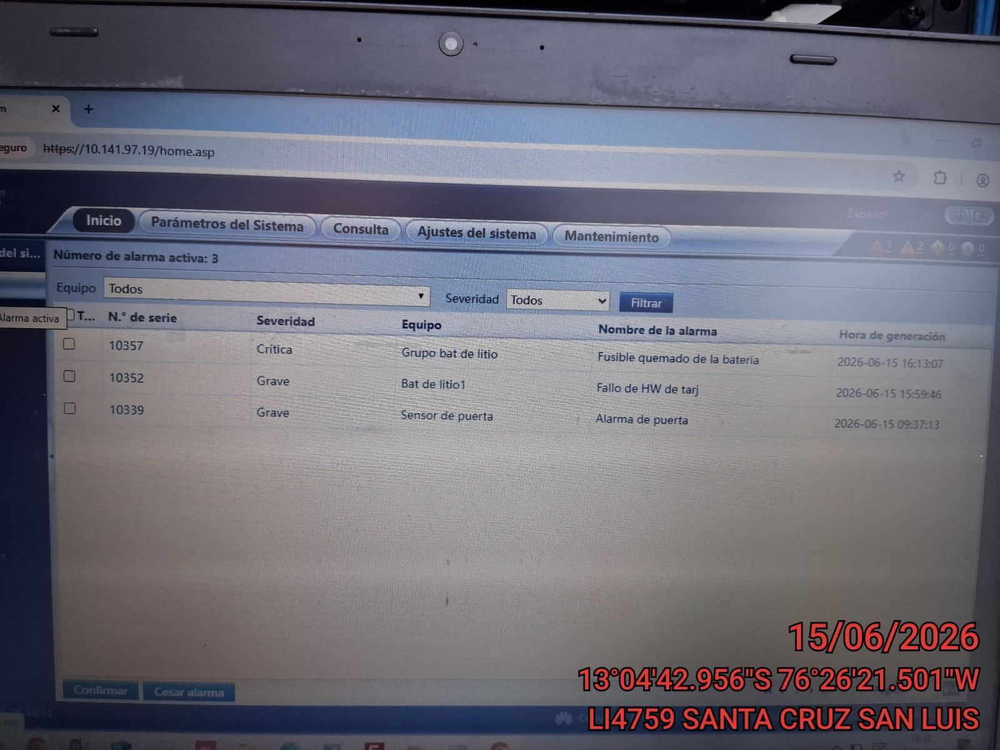 https://10.141.97.19/home.asp
Español
Inicio
Parámetros del Sistema
Consulta
Ajustes del sistema
Mantenimiento
1 2 0 0
del si...
Número de alarma activa: 3
Equipo Todos Severidad Todos Filtrar
Alarma activa
T... N.° de serie Severidad Equipo Nombre de la alarma Hora de generación
10357 Crítica Grupo bat de litio Fusible quemado de la batería 2026-06-15 16:13:07
10352 Grave Bat de litio1 Fallo de HW de tarj 2026-06-15 15:59:46
10339 Grave Sensor de puerta Alarma de puerta 2026-06-15 09:37:13
Confirmar Cesar alarma
15/06/2026
13°04'42.956"S 76°26'21.501"W
LI4759 SANTA CRUZ SAN LUIS